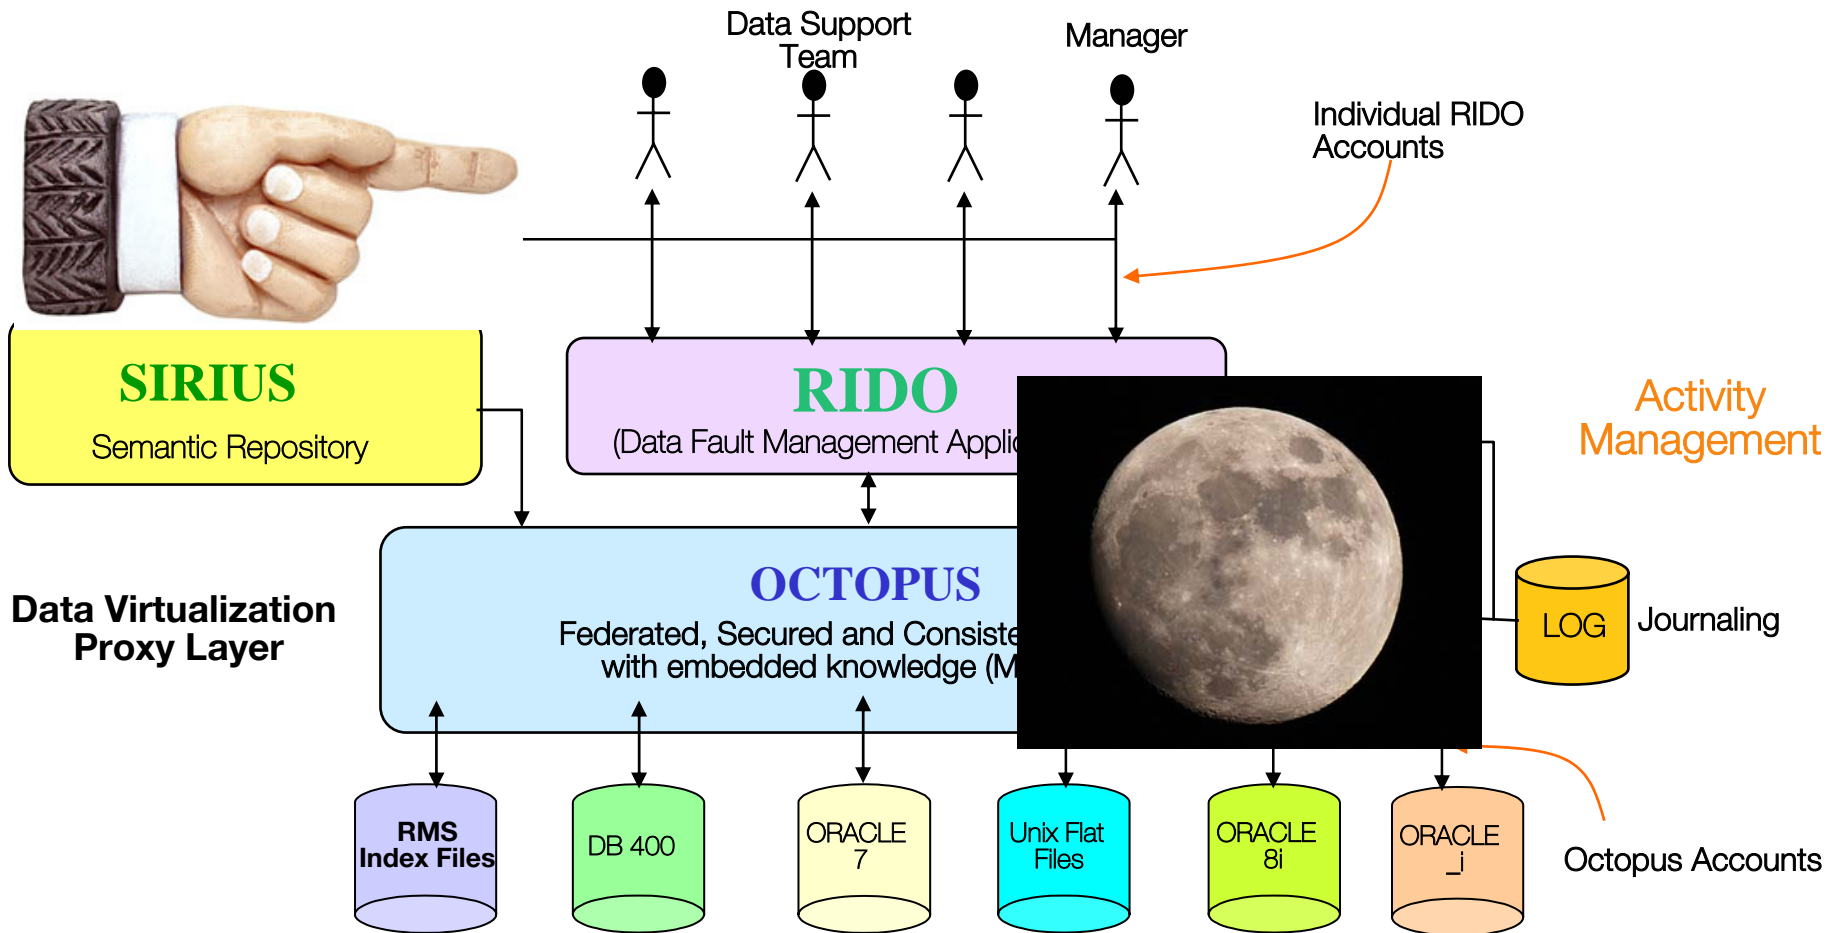 Data Support
Team
Manager
Individual RIDO
Accounts
SIRIUS
Semantic Repository
RIDO
(Data Fault Management
Activity
Management
OCTOPUS
Federated, Secured and
with embedded knowledge
Data Virtualization
Proxy Layer
LOG
Journaling
RMS
Index Files
DB 400
ORACLE
7
Unix Flat
Files
ORACLE
8i
ORACLE
_i
Octopus Accounts